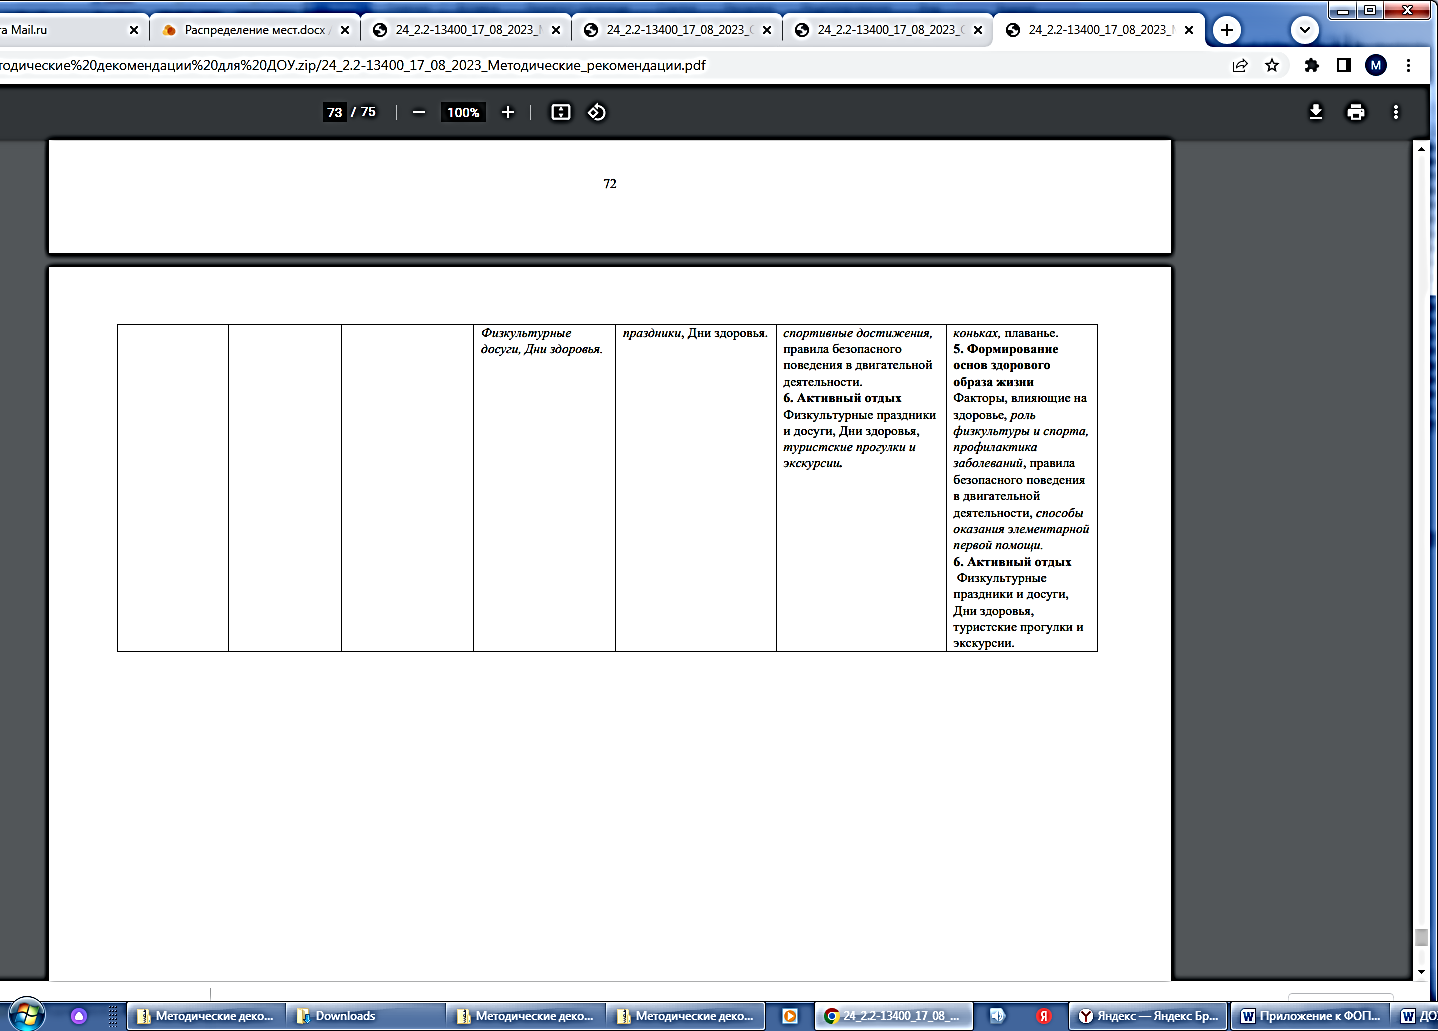 а Mail.ru
Распределение мест.docx
24_2.2-13400_17_08_2023_
24_2.2-13400_17_08_2023_
24_2.2-13400_17_08_2023_
24_2.2-13400_17_08_2023_
тодические%20декомендации%20для%20ДОУ.zip/24_2.2-13400_17_08_2023_Методические_рекомендации.pdf
M
73 / 75
100%
72
Физкультурные
досуги, Дни здоровья.
праздники, Дни здоровья.
спортивные достижения,
правила безопасного
поведения в двигательной
деятельности.
6. Активный отдых
Физкультурные праздники
и досуги, Дни здоровья,
туристские прогулки и
экскурсии.
коньках, плаванье.
5. Формирование
основ здорового
образа жизни
Факторы, влияющие на
здоровье, роль
физкультуры и спорта,
профилактика
заболеваний, правила
безопасного поведения
в двигательной
деятельности, способы
оказания элементарной
первой помощи.
6. Активный отдых
Физкультурные
праздники и досуги,
Дни здоровья,
туристские прогулки и
экскурсии.
Методические деко...
Downloads
Методические деко...
Методические деко...
24_2.2-13400_17_08_...
Я
Яндекс — Яндекс Бр...
Приложение к ФОП...
ДО